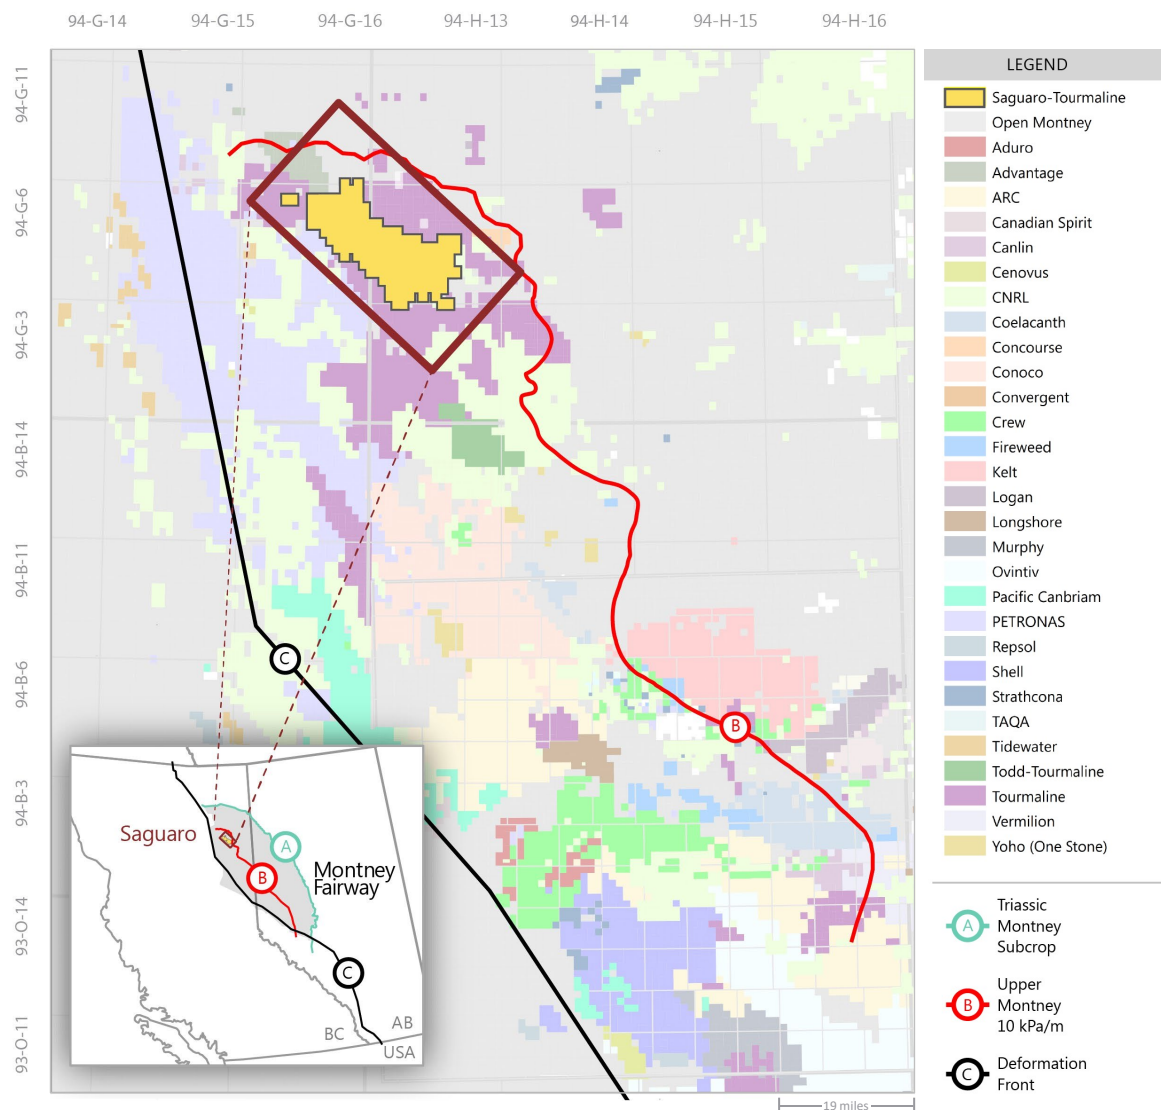 94-G-14 94-G-15 94-G-16 94-H-13 94-H-14 94-H-15 94-H-16
94-G-11
94-G-6
94-G-3
94-B-14
94-B-11
94-B-6
94-B-3
93-O-14
93-O-11
C
B
Saguaro
A
B
Montney
Fairway
C
BC
AB
USA
19 miles
LEGEND
Saguaro-Tourmaline
Open Montney
Aduro
Advantage
ARC
Canadian Spirit
Canlin
Cenovus
CNRL
Coelacanth
Concourse
Conoco
Convergent
Crew
Fireweed
Kelt
Logan
Longshore
Murphy
Ovintiv
Pacific Canbriam
PETRONAS
Repsol
Shell
Strathcona
TAQA
Tidewater
Todd-Tourmaline
Tourmaline
Vermilion
Yoho (One Stone)
A
Triassic
Montney
Subcrop
B
Upper
Montney
10 kPa/m
C
Deformation
Front